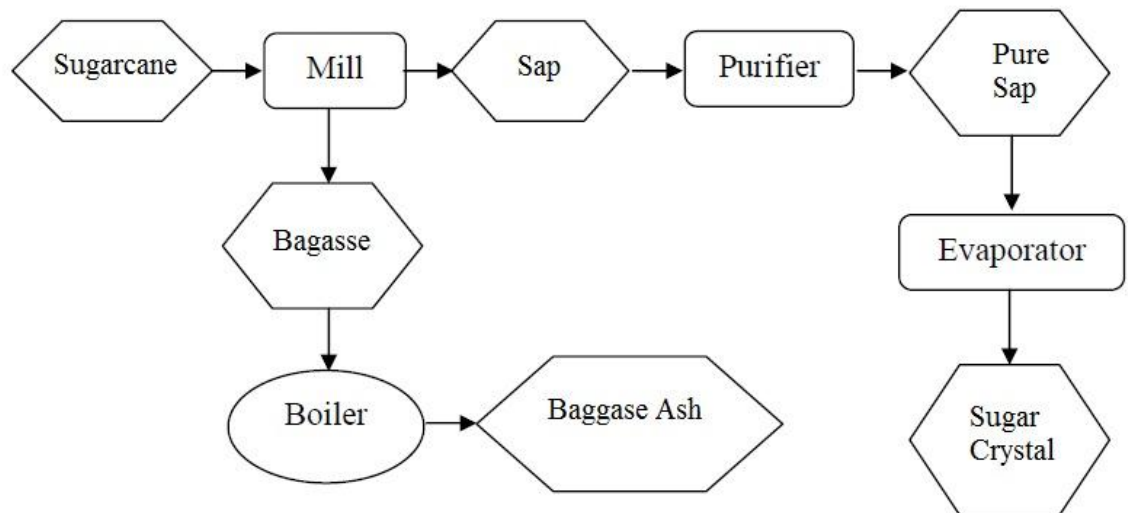 Sugarcane
Mill
Sap
Purifier
Pure
Sap
Bagasse
Evaporator
Boiler
Baggase Ash
Sugar
Crystal